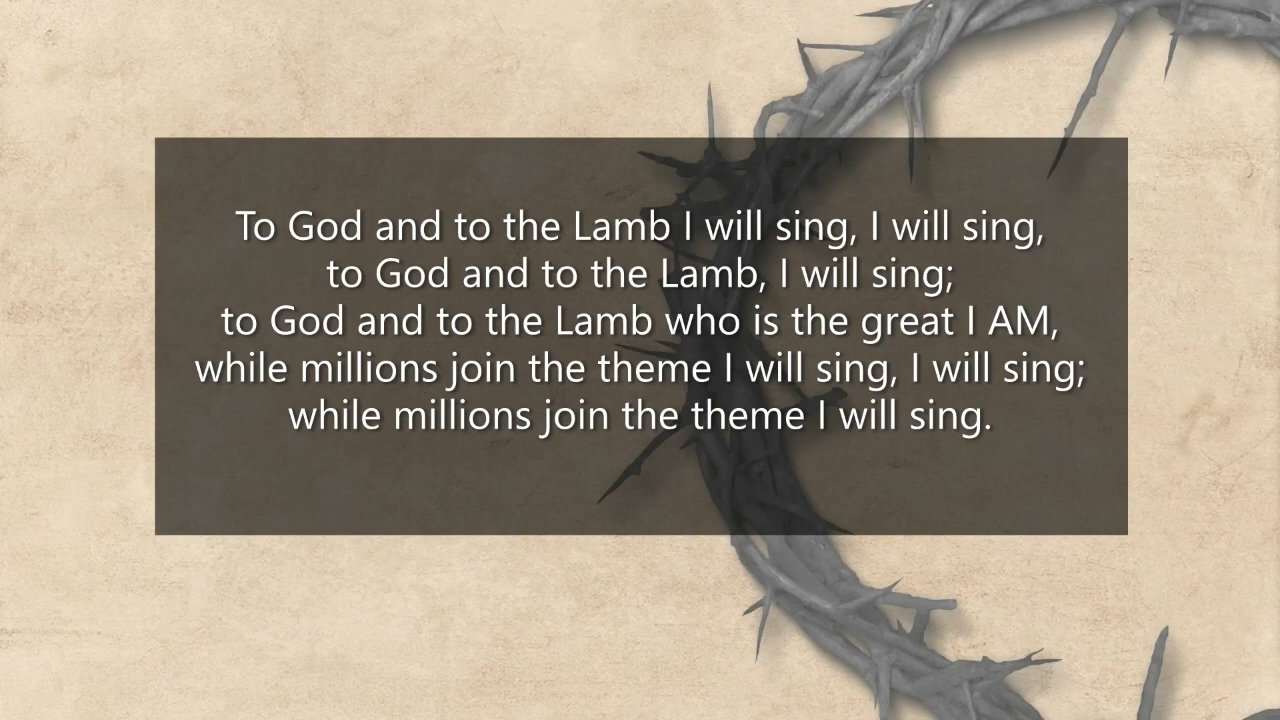 To God and to the Lamb I will sing, I will sing,
to God and to the Lamb, I will sing;
to God and to the Lamb who is the great I AM,
while millions join the theme I will sing, I will sing;
while millions join the theme I will sing.